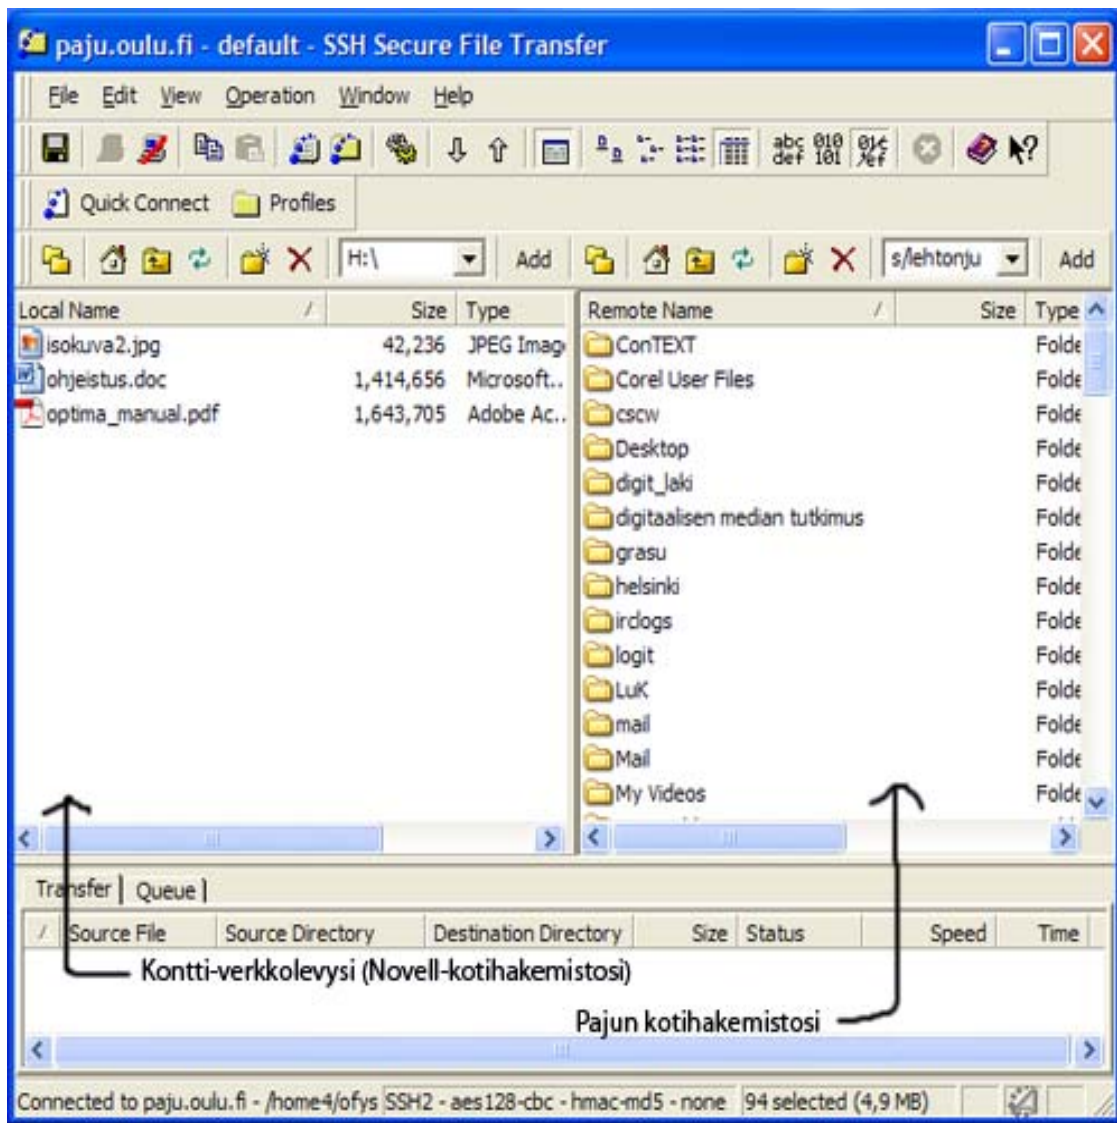 paju.oulu.fi - default - SSH Secure File Transfer
File Edit View Operation Window Help
abc def 010 101
Quick Connect Profiles
H:\ Add s/lehtonju Add
Local Name / Size Type Remote Name / Size Type
isokuva2.jpg 42,236 JPEG Imag ConTEXT Folde
ohjeistus.doc 1,414,656 Microsoft.. Corel User Files Folde
optima_manual.pdf 1,643,705 Adobe Ac.. cscw Folde
Desktop Folde
digit_laki Folde
digitaalisen median tutkimus Folde
grasu Folde
helsinki Folde
irclogs Folde
logit Folde
LuK Folde
mail Folde
Mail Folde
My Videos Folde
Transfer Queue
/ Source File Source Directory Destination Directory Size Status Speed Time
Kontti-verkkolevysi (Novell-kotihakemistosi)
Pajun kotihakemistosi
Connected to paju.oulu.fi - /home4/ofys SSH2 - aes128-cbc - hmac-md5 - none 94 selected (4,9 MB)